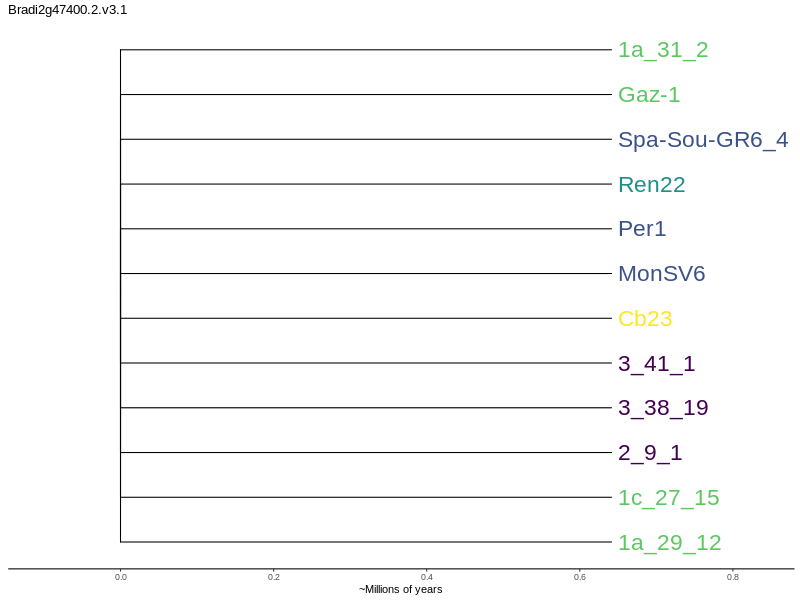 Bradi2g47400.2.v3.1
1a_31_2
Gaz-1
Spa-Sou-GR6_4
Ren22
Per1
MonSV6
Cb23
3_41_1
3_38_19
2_9_1
1c_27_15
1a_29_12
0.0 0.2 0.4 0.6 0.8
~Millions of years